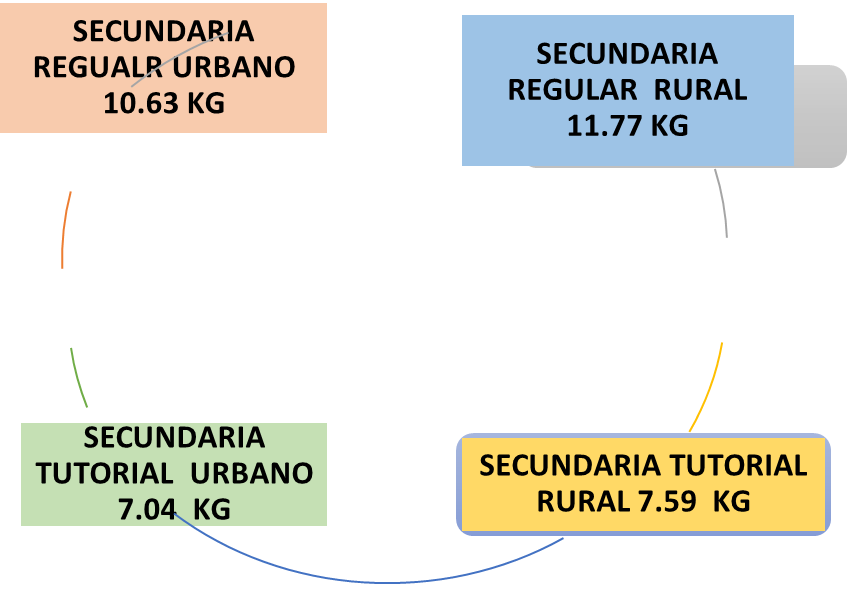 SECUNDARIA
REGUALR URBANO
10.63 KG
SECUNDARIA
REGULAR RURAL
11.77 KG
SECUNDARIA
TUTORIAL URBANO
7.04 KG
SECUNDARIA TUTORIAL
RURAL 7.59 KG